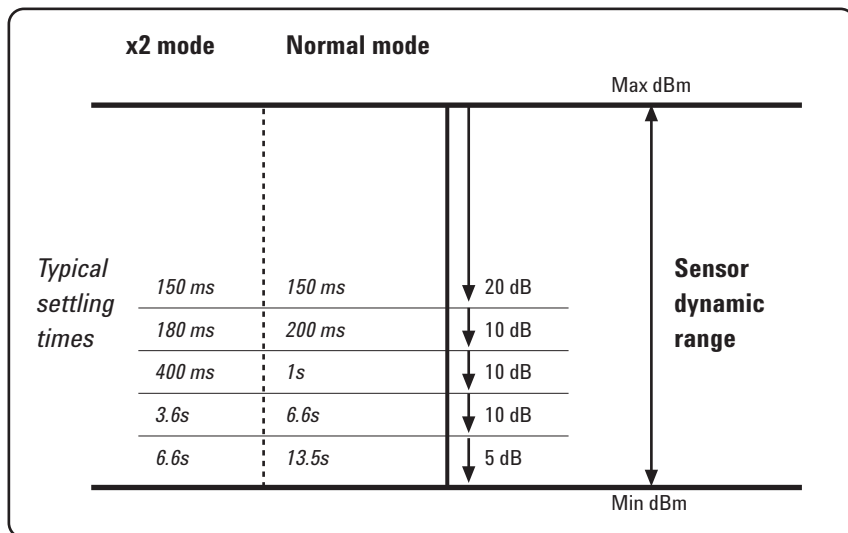 x2 mode Normal mode
Max dBm
Typical
settling
times
150 ms 150 ms 20 dB
180 ms 200 ms 10 dB
400 ms 1s 10 dB
3.6s 6.6s 10 dB
6.6s 13.5s 5 dB
Sensor
dynamic
range
Min dBm